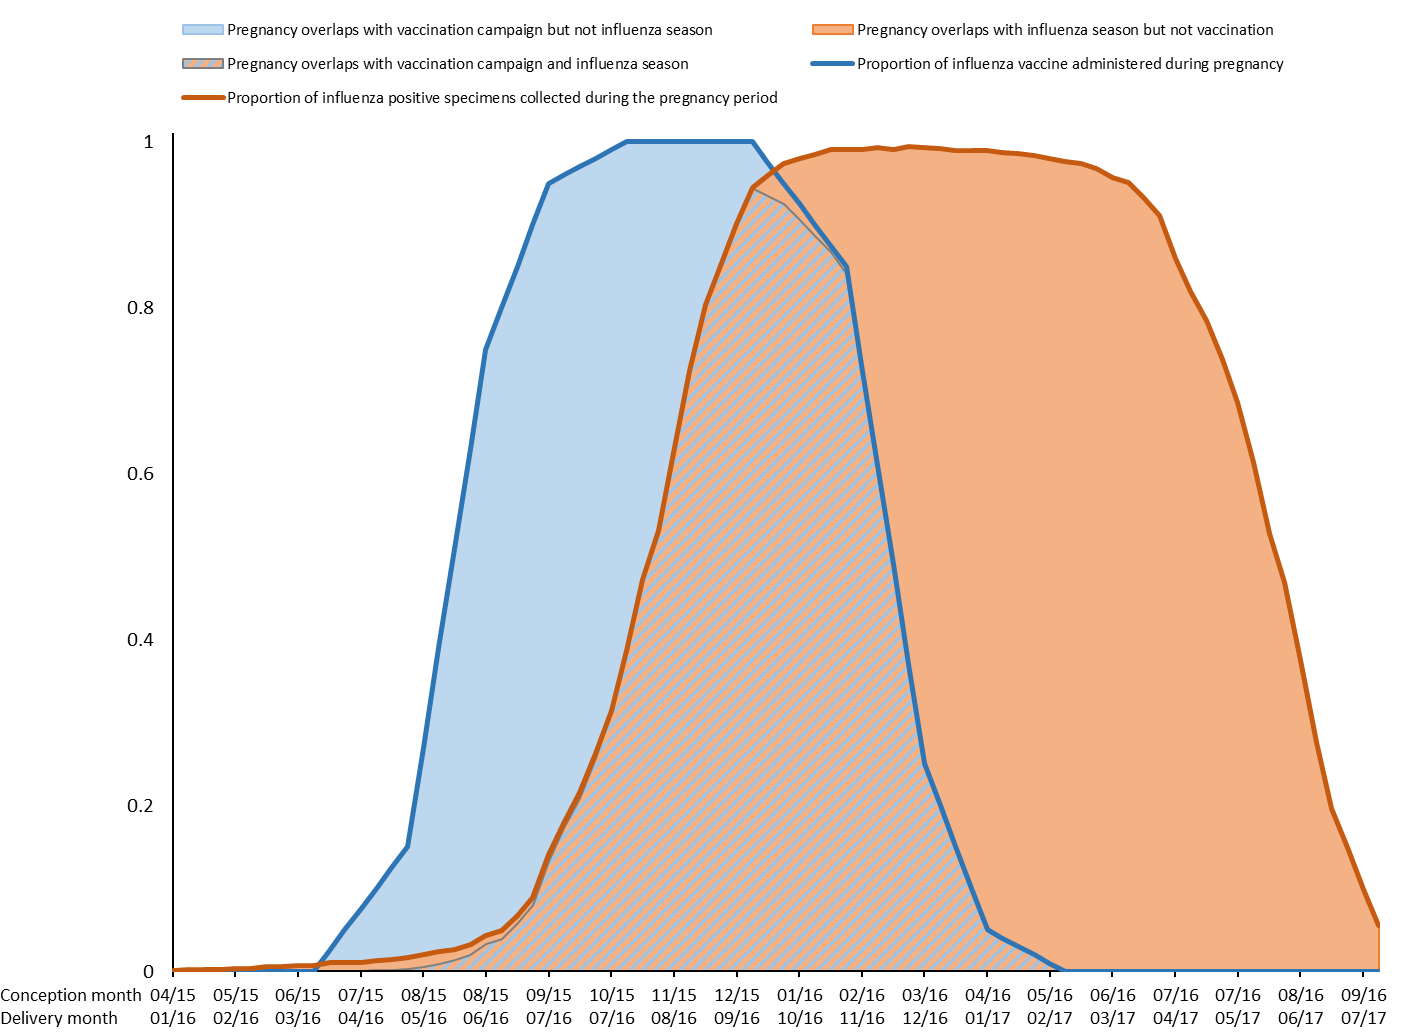 Pregnancy overlaps with vaccination campaign but not influenza season
Pregnancy overlaps with influenza season but not vaccination
Pregnancy overlaps with vaccination campaign and influenza season
Proportion of influenza vaccine administered during pregnancy
Proportion of influenza positive specimens collected during the pregnancy period
1
0.8
0.6
0.4
0.2
0
Conception month 04/15 05/15 06/15 07/15 08/15 08/15 09/15 10/15 11/15 12/15 01/16 02/16 03/16 04/16 05/16 06/16 07/16 07/16 08/16 09/16
Delivery month 01/16 02/16 03/16 04/16 05/16 06/16 07/16 07/16 08/16 09/16 10/16 11/16 12/16 01/17 02/17 03/17 04/17 05/17 06/17 07/17